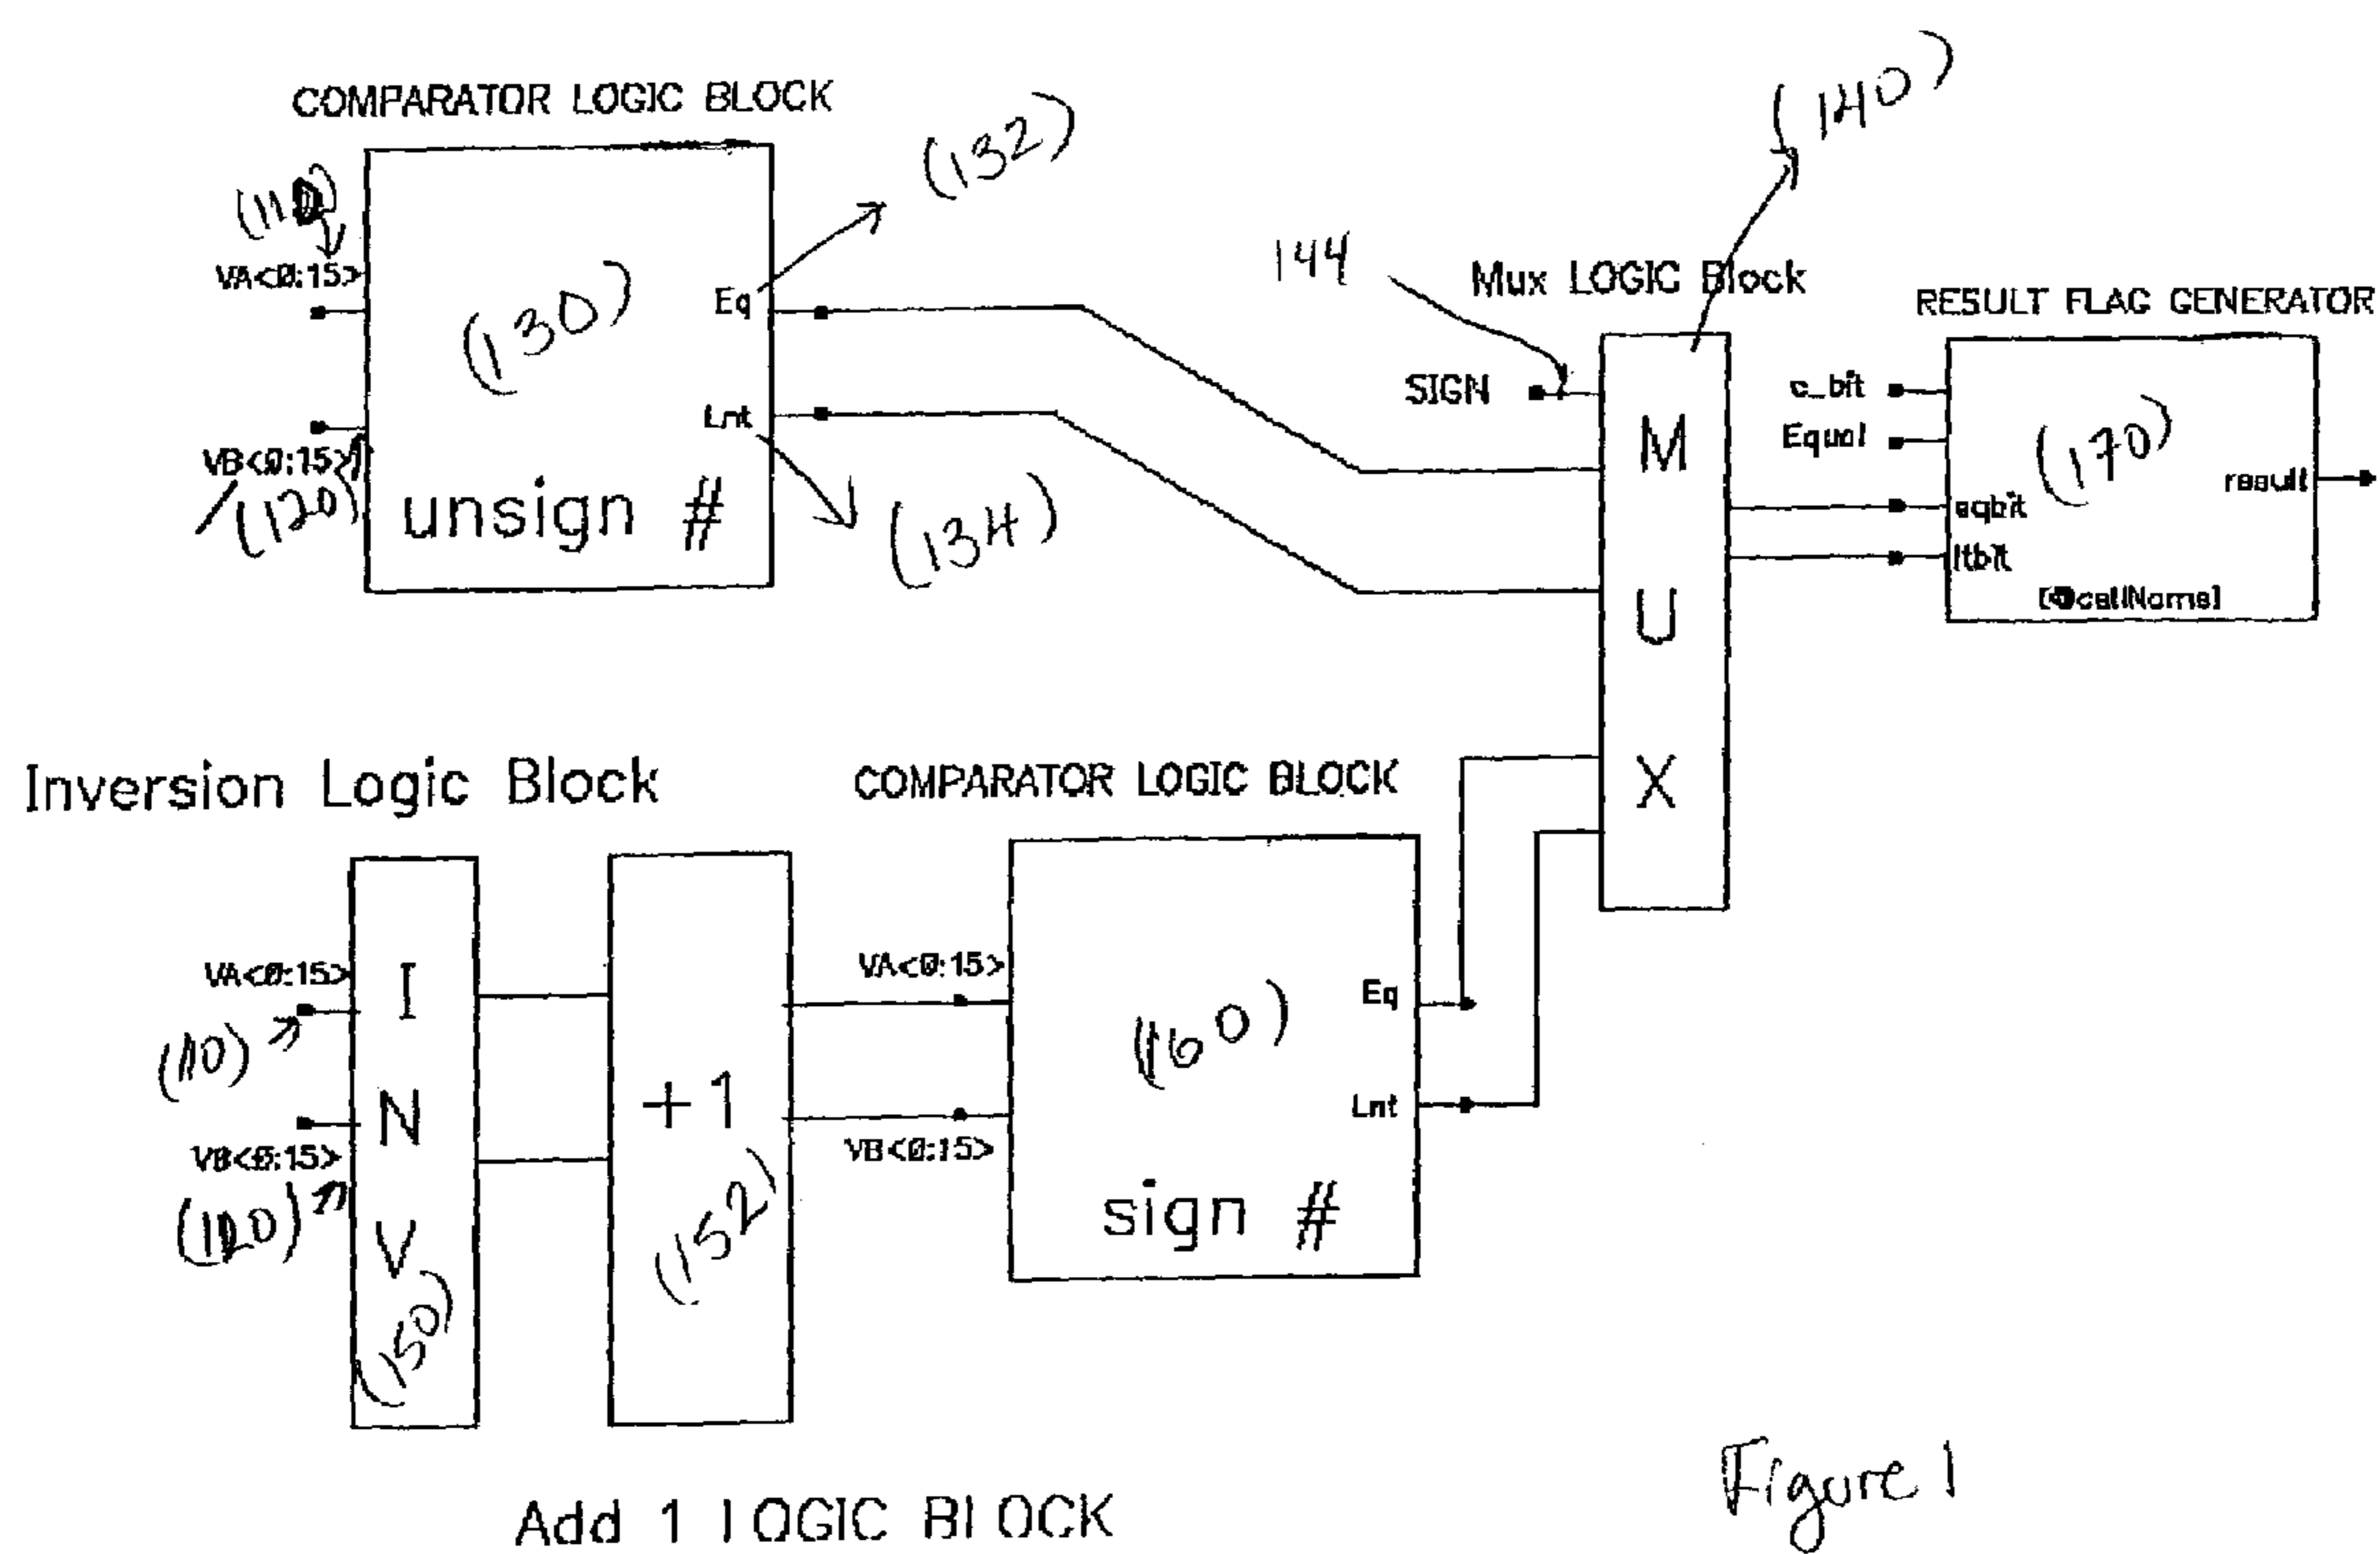 COMPARATOR LOGIC BLOCK
(110)
VA<0:15>
(130)
Eq
(132)
Lnt
(134)
VB<0:15>
(120)
unsign #
(140)
144
Mux LOGIC Block
SIGN
M
U
X
RESULT FLAG GENERATOR
c_bit
Equal
eqbit
ltbit
(170)
result
Inversion Logic Block
VA<0:15>
(110)
VB<0:15>
(120)
I
N
V
(150)
+1
(152)
COMPARATOR LOGIC BLOCK
VA<0:15>
VB<0:15>
(160)
Eq
Lnt
sign #
Add 1 LOGIC BLOCK
Figure 1